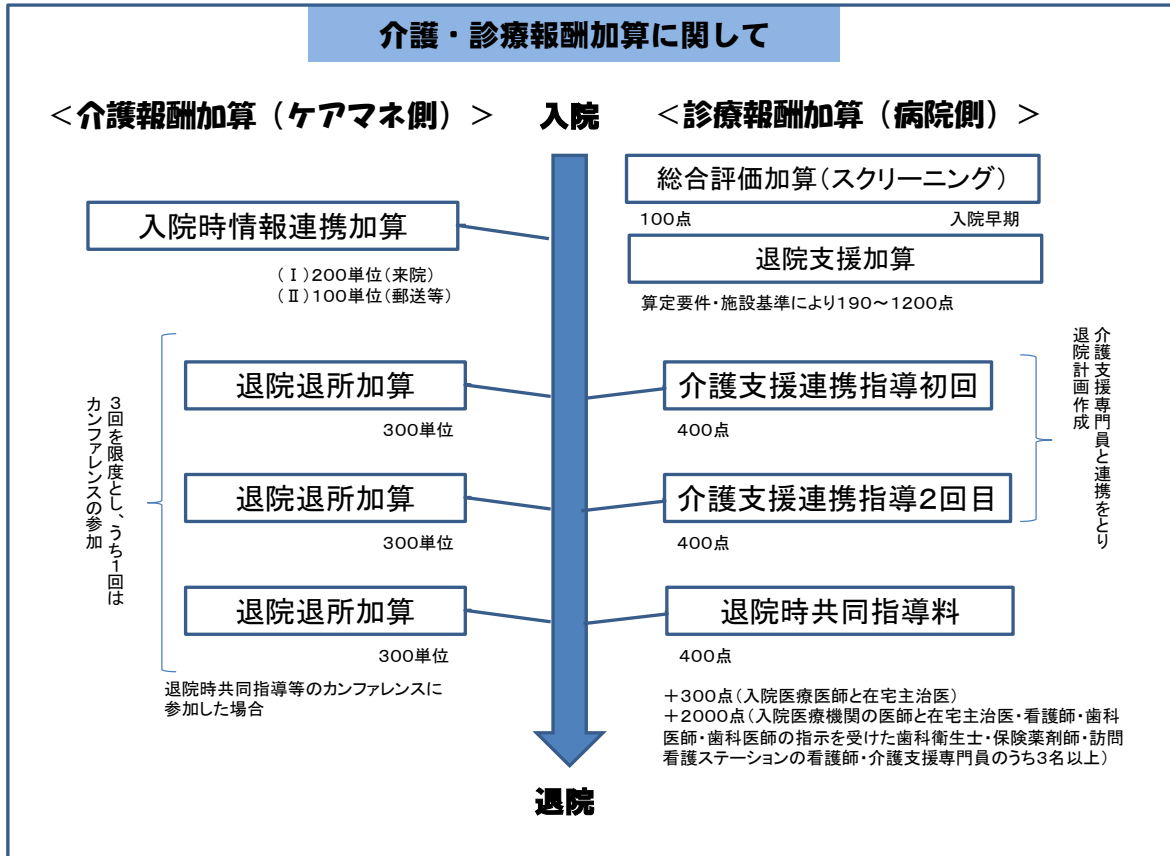 介護・診療報酬加算に関して
＜介護報酬加算（ケアマネ側）＞
入院
＜診療報酬加算（病院側）＞
総合評価加算（スクリーニング）
100点
入院早期
入院時情報連携加算
（Ⅰ）200単位（来院）
（Ⅱ）100単位（郵送等）
退院支援加算
算定要件・施設基準により190～1200点
3回を限度とし、うち1回は
カンファレンスの参加
退院退所加算
300単位
介護支援連携指導初回
400点
介護支援専門員と連携をとり
退院計画作成
退院退所加算
300単位
介護支援連携指導2回目
400点
退院退所加算
300単位
退院時共同指導等のカンファレンスに
参加した場合
退院時共同指導料
400点
＋300点（入院医療医師と在宅主治医）
＋2000点（入院医療機関の医師と在宅主治医・看護師・歯科
医師・歯科医師の指示を受けた歯科衛生士・保険薬剤師・訪問
看護ステーションの看護師・介護支援専門員のうち3名以上）
退院